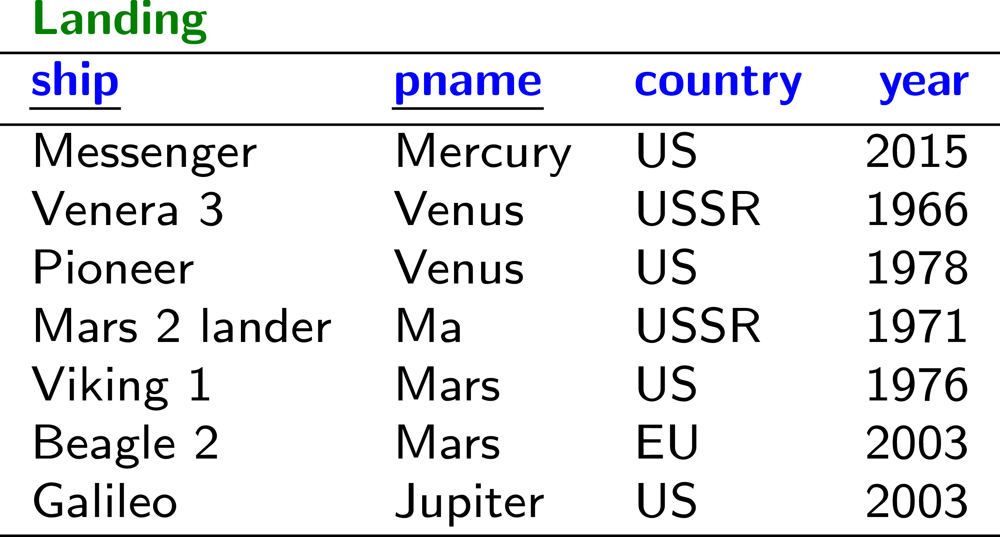 Landing
ship pname country year
Messenger Mercury US 2015
Venera 3 Venus USSR 1966
Pioneer Venus US 1978
Mars 2 lander Ma USSR 1971
Viking 1 Mars US 1976
Beagle 2 Mars EU 2003
Galileo Jupiter US 2003